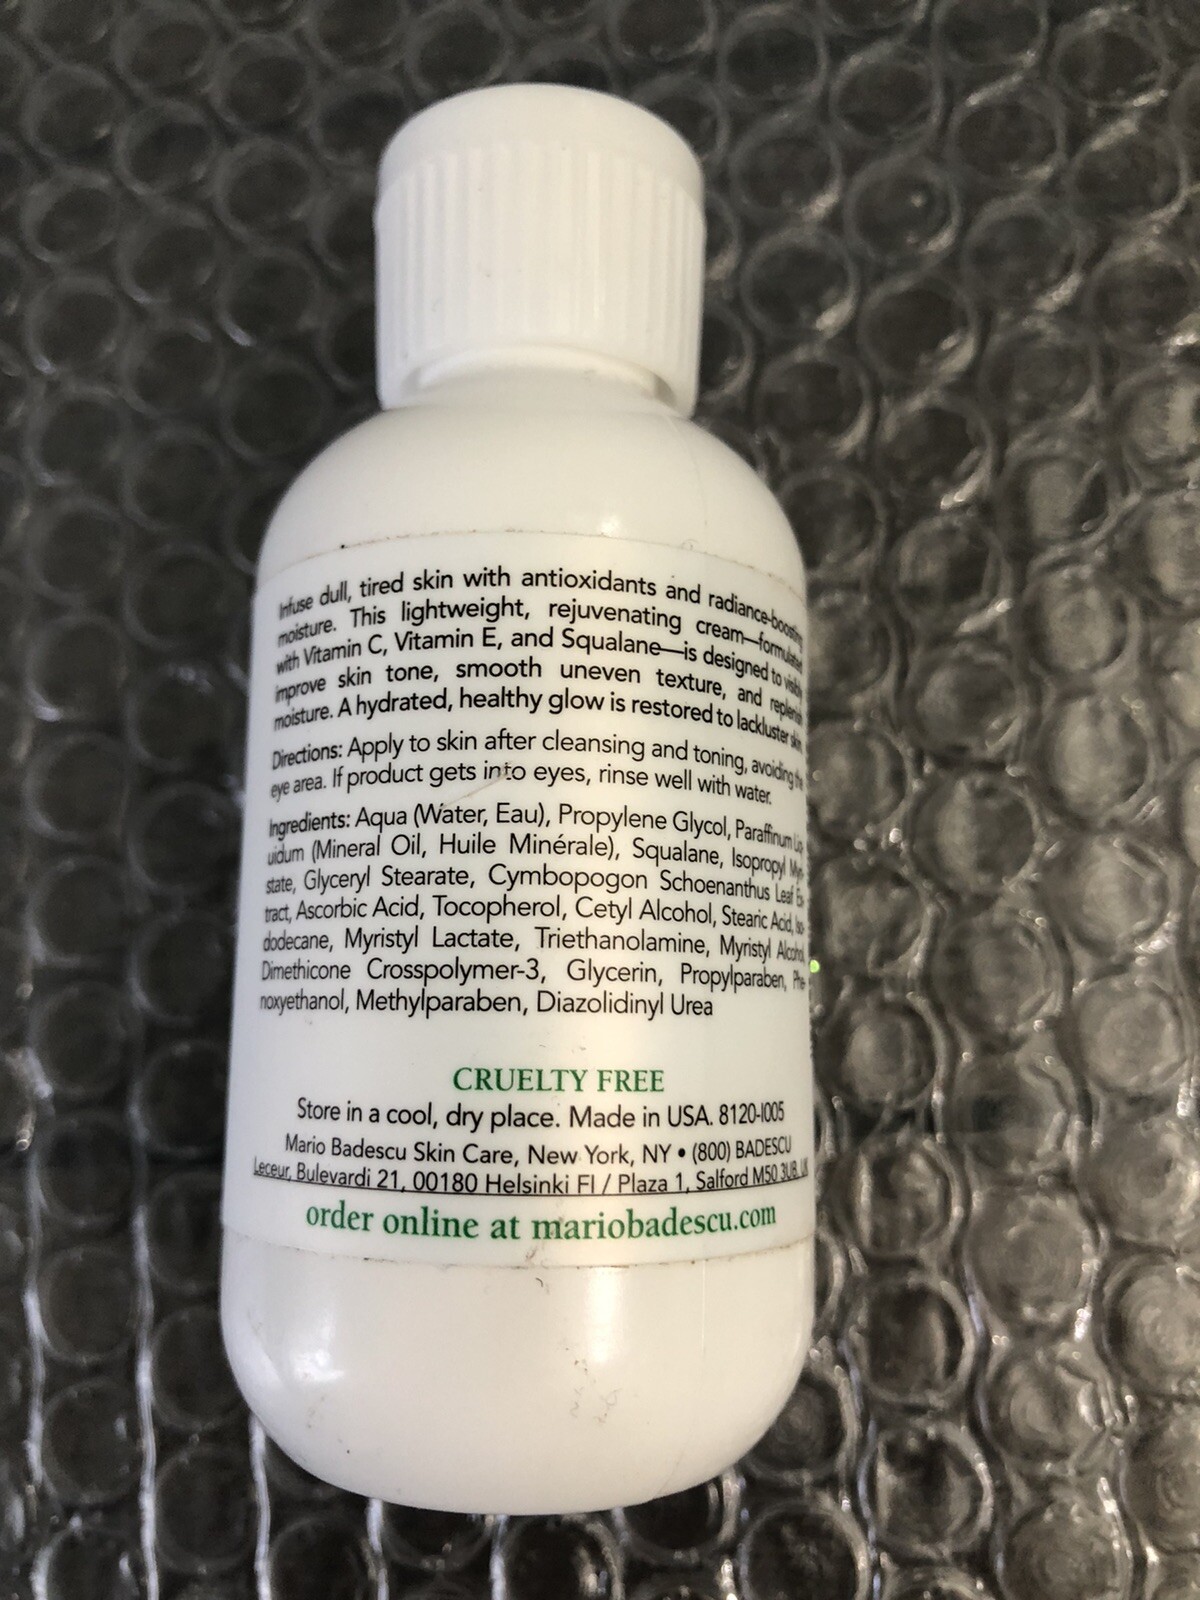 Infuse dull, tired skin with antioxidants and radiance-boosting
moisture. This lightweight, rejuvenating cream—formulated
with Vitamin C, Vitamin E, and Squalane—is designed to visibly
improve skin tone, smooth uneven texture, and replenish
moisture. A hydrated, healthy glow is restored to lackluster skin.
Directions: Apply to skin after cleansing and toning, avoiding the
eye area. If product gets into eyes, rinse well with water.
Ingredients: Aqua (Water, Eau), Propylene Glycol, Paraffinum Liq-
uidum (Mineral Oil, Huile Minérale), Squalane, Isopropyl Myri-
state, Glyceryl Stearate, Cymbopogon Schoenanthus Leaf Ex-
tract, Ascorbic Acid, Tocopherol, Cetyl Alcohol, Stearic Acid, Iso-
dodecane, Myristyl Lactate, Triethanolamine, Myristyl Alcohol,
Dimethicone Crosspolymer-3, Glycerin, Propylparaben, Phe-
noxyethanol, Methylparaben, Diazolidinyl Urea
CRUELTY FREE
Store in a cool, dry place. Made in USA. 8120-I005
Mario Badescu Skin Care, New York, NY • (800) BADESCU
Leceur, Bulevardi 21, 00180 Helsinki FI / Plaza 1, Salford M50 3UB, UK
order online at mariobadescu.com